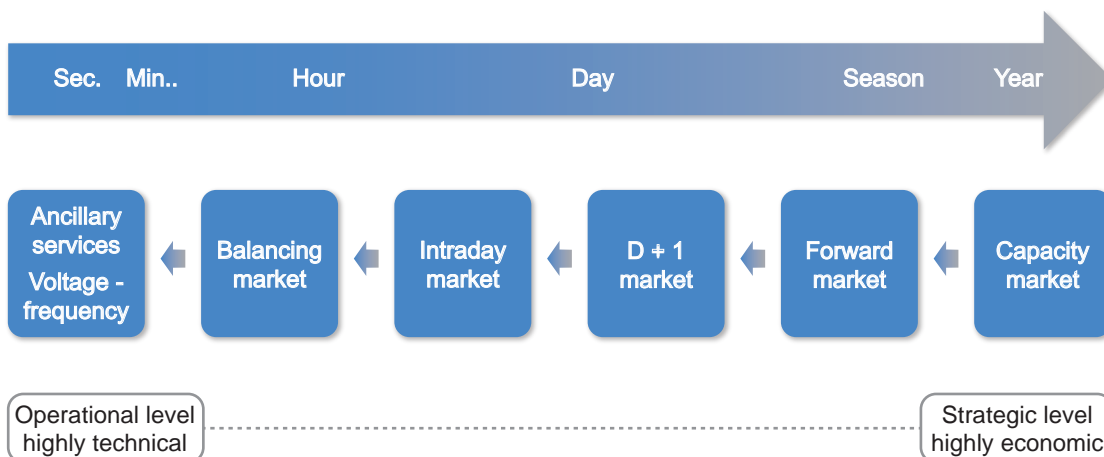 Sec. Min.. Hour Day Season Year
Ancillary
services
Voltage -
frequency
Balancing
market
Intraday
market
D + 1
market
Forward
market
Capacity
market
Operational level
highly technical
Strategic level
highly economic